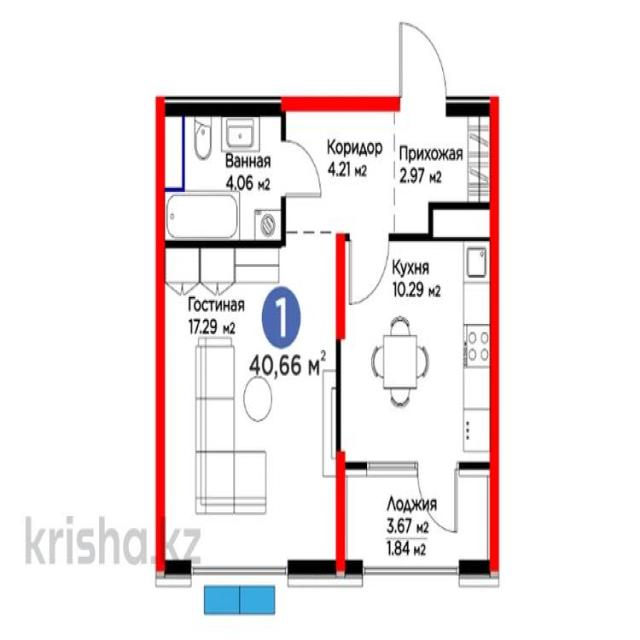 Ванная
4.06 м2
Коридор
4.21 м2
Прихожая
2.97 м2
Гостиная
17.29 м2
1
40,66 м2
Кухня
10.29 м2
Лоджия
3.67 м2
1.84 м2
krisha.kz